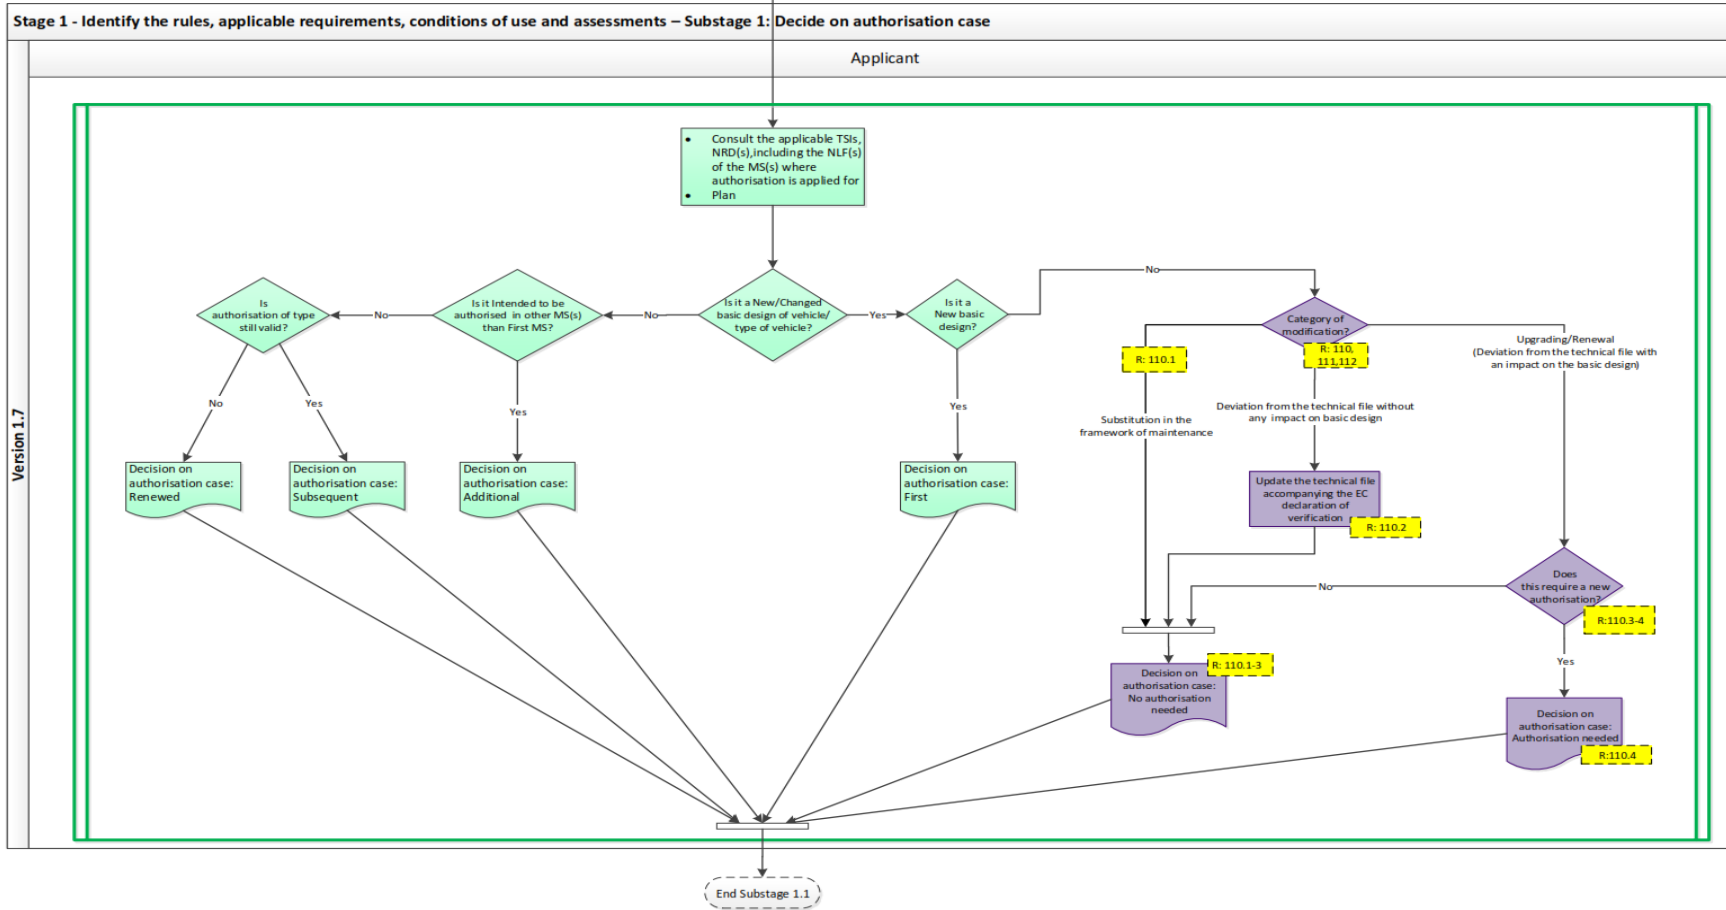 Stage 1 - Identify the rules, applicable requirements, conditions of use and assessments – Substage 1: Decide on authorisation case
Applicant
Version 1.7
• Consult the applicable TSIs,
NRD(s),including the NLF(s)
of the MS(s) where
authorisation is applied for
• Plan
Is
authorisation of type
still valid?
No
Is it Intended to be
authorised in other MS(s)
than First MS?
No
Is it a New/Changed
basic design of vehicle/
type of vehicle?
Yes
Is it a
New basic
design?
No
Category of
modification?
R: 110,
111,112
R: 110.1
Upgrading/Renewal
(Deviation from the technical file with
an impact on the basic design)
No
Yes
Yes
Yes
Substitution in the
framework of maintenance
Deviation from the technical file without
any impact on basic design
Decision on
authorisation case:
Renewed
Decision on
authorisation case:
Subsequent
Decision on
authorisation case:
Additional
Decision on
authorisation case:
First
Update the technical file
accompanying the EC
declaration of
verification
R: 110.2
No
Does
this require a new
authorisation?
R:110.3-4
Yes
R: 110.1-3
Decision on
authorisation case:
No authorisation
needed
Decision on
authorisation case:
Authorisation needed
R:110.4
End Substage 1.1